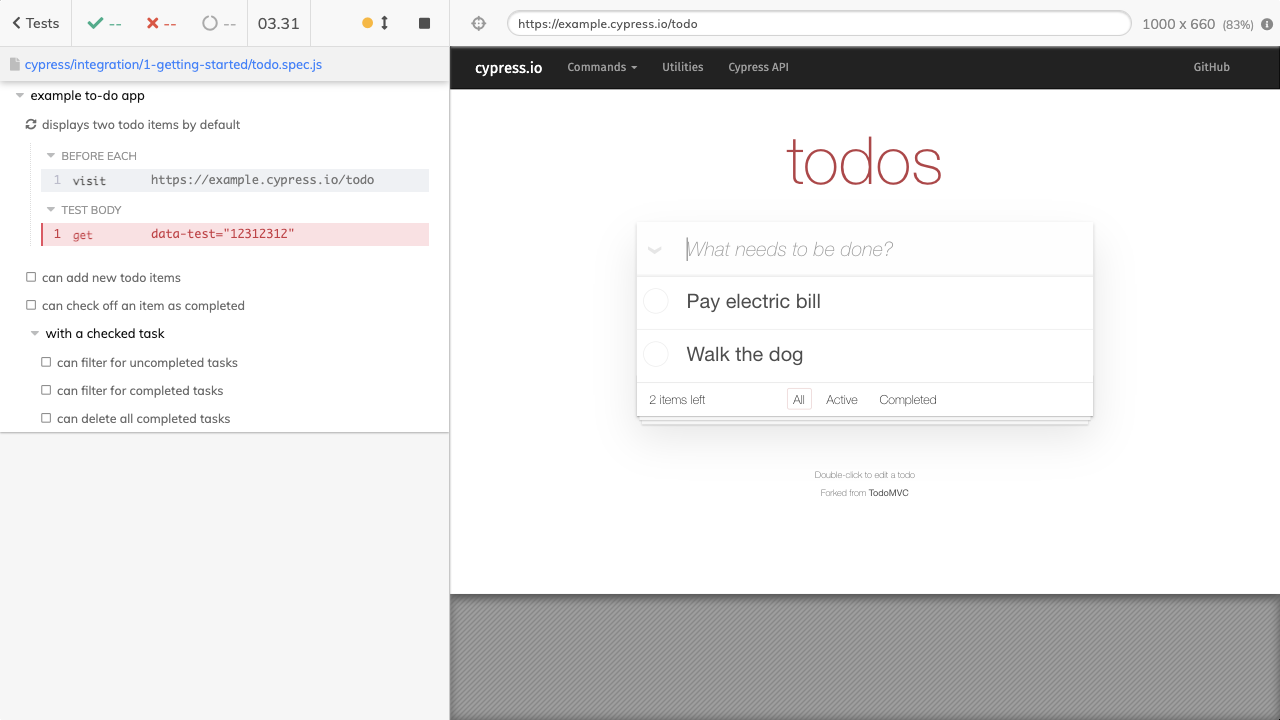 Tests
--
--
--
03.31
https://example.cypress.io/todo
1000 x 660 (83%)
cypress/integration/1-getting-started/todo.spec.js
example to-do app
displays two todo items by default
BEFORE EACH
1 visit https://example.cypress.io/todo
TEST BODY
1 get data-test="12312312"
can add new todo items
can check off an item as completed
with a checked task
can filter for uncompleted tasks
can filter for completed tasks
can delete all completed tasks
cypress.io Commands Utilities Cypress API GitHub
todos
What needs to be done?
Pay electric bill
Walk the dog
2 items left All Active Completed
Double-click to edit a todo
Forked from TodoMVC